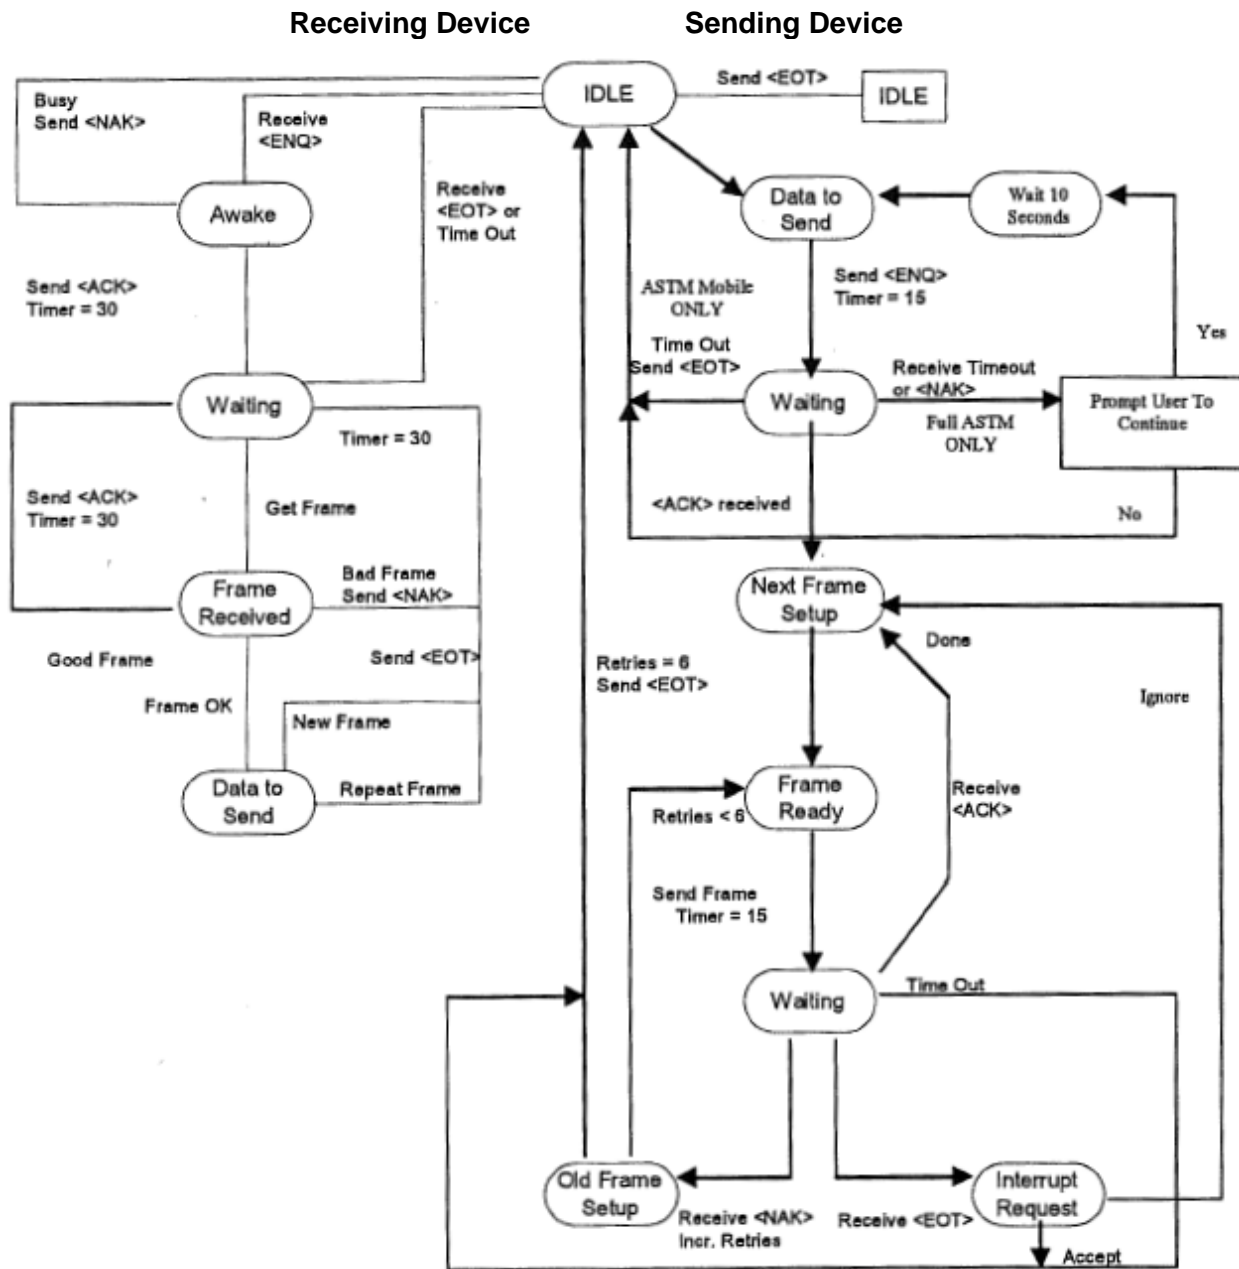 Receiving Device
Sending Device
IDLE
Send <EOT>
IDLE
Busy
Send <NAK>
Receive
<ENQ>
Receive
<EOT> or
Time Out
Awake
Data to
Send
Wait 10
Seconds
Send <ACK>
Timer = 30
ASTM Mobile
ONLY
Send <ENQ>
Timer = 15
Yes
Time Out
Send <EOT>
Receive Timeout
or <NAK>
Waiting
Timer = 30
Waiting
Full ASTM
ONLY
Prompt User To
Continue
Send <ACK>
Timer = 30
Get Frame
<ACK> received
No
Frame
Received
Bad Frame
Send <NAK>
Next Frame
Setup
Done
Good Frame
Send <EOT>
Retries = 6
Send <EOT>
Ignore
Frame OK
New Frame
Data to
Send
Repeat Frame
Frame
Ready
Retries < 6
Receive
<ACK>
Send Frame
Timer = 15
Waiting
Time Out
Old Frame
Setup
Interrupt
Request
Receive <NAK>
Incr. Retries
Receive <EOT>
Accept